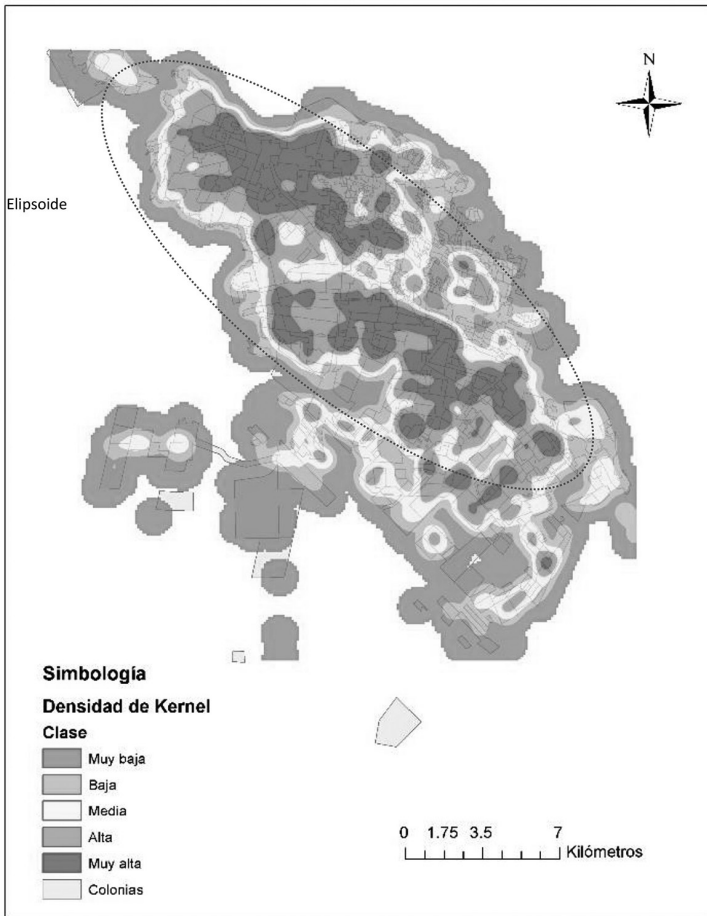 N
Elipsoide
Simbología
Densidad de Kernel
Clase
Muy baja
Baja
Media
Alta
Muy alta
Colonias
0 1.75 3.5 7
Kilómetros